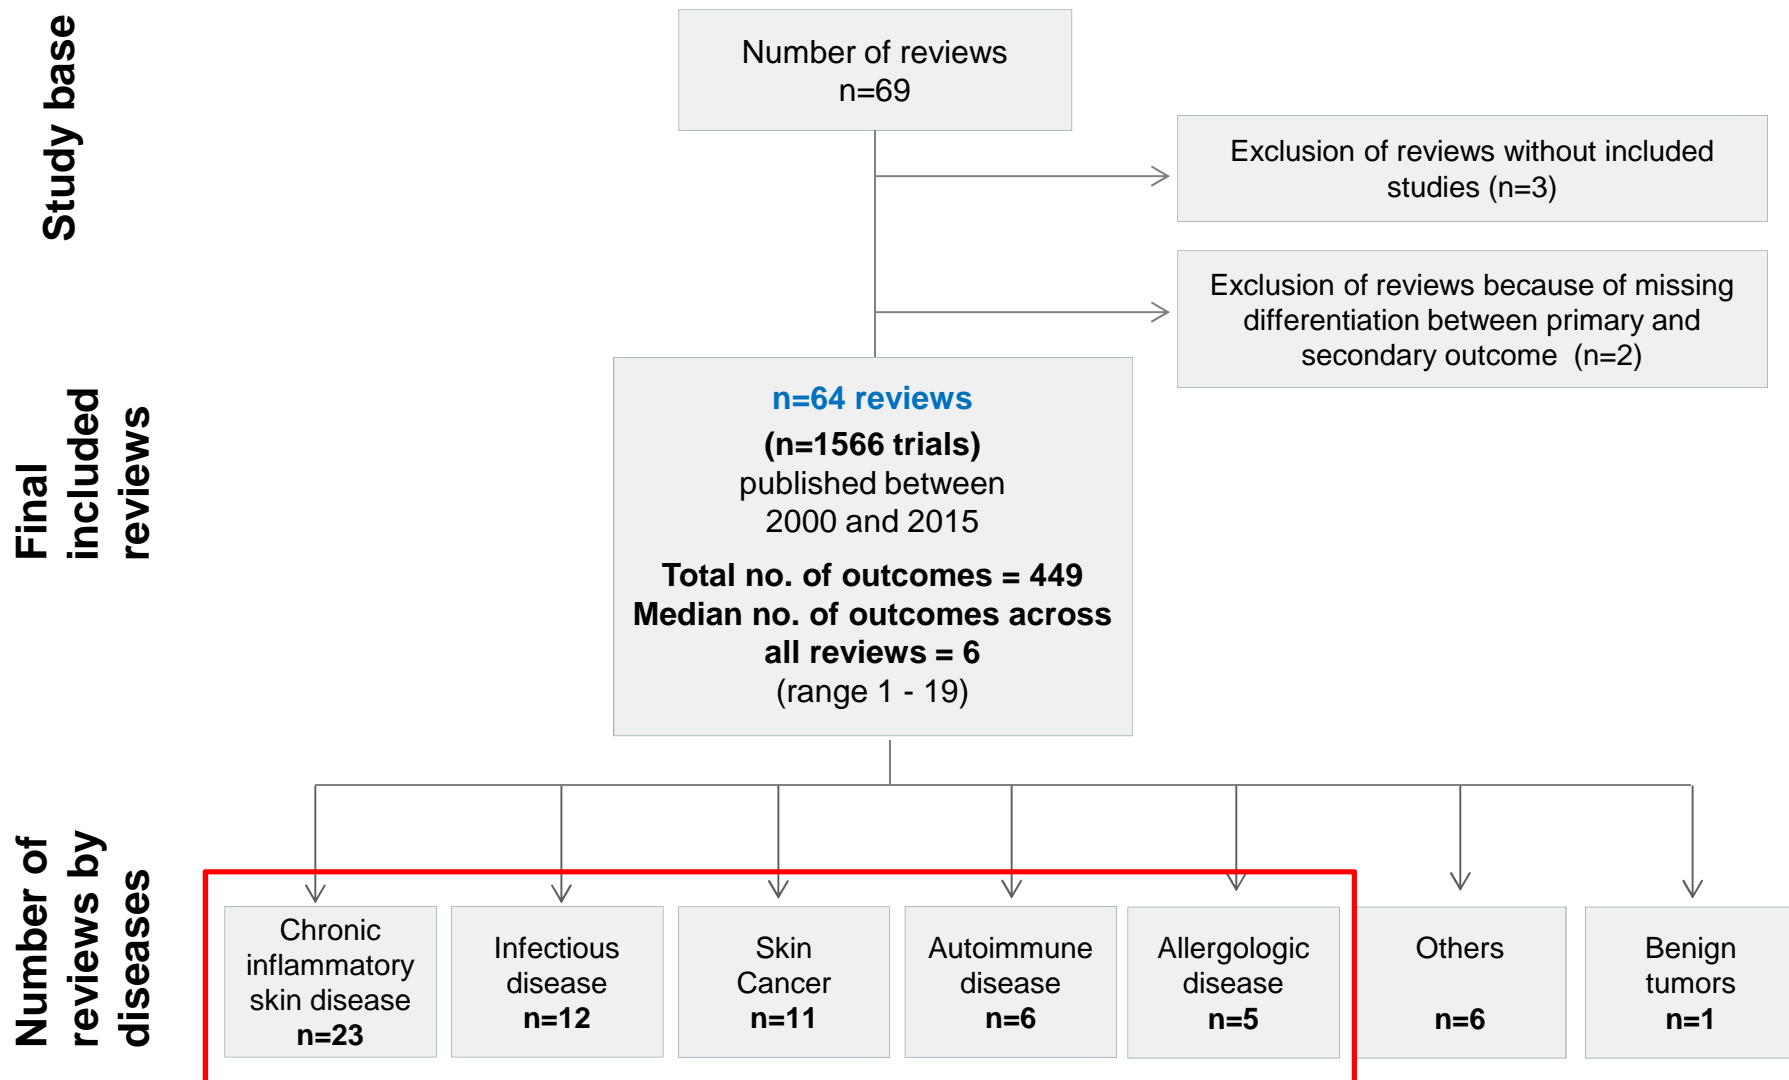 Study base
Number of reviews
n=69
Exclusion of reviews without included
studies (n=3)
Exclusion of reviews because of missing
differentiation between primary and
secondary outcome (n=2)
Final
included
reviews
n=64 reviews
(n=1566 trials)
published between
2000 and 2015
Total no. of outcomes = 449
Median no. of outcomes across
all reviews = 6
(range 1 - 19)
Number of
reviews by
diseases
Chronic
inflammatory
skin disease
n=23
Infectious
disease
n=12
Skin
Cancer
n=11
Autoimmune
disease
n=6
Allergologic
disease
n=5
Others
n=6
Benign
tumors
n=1